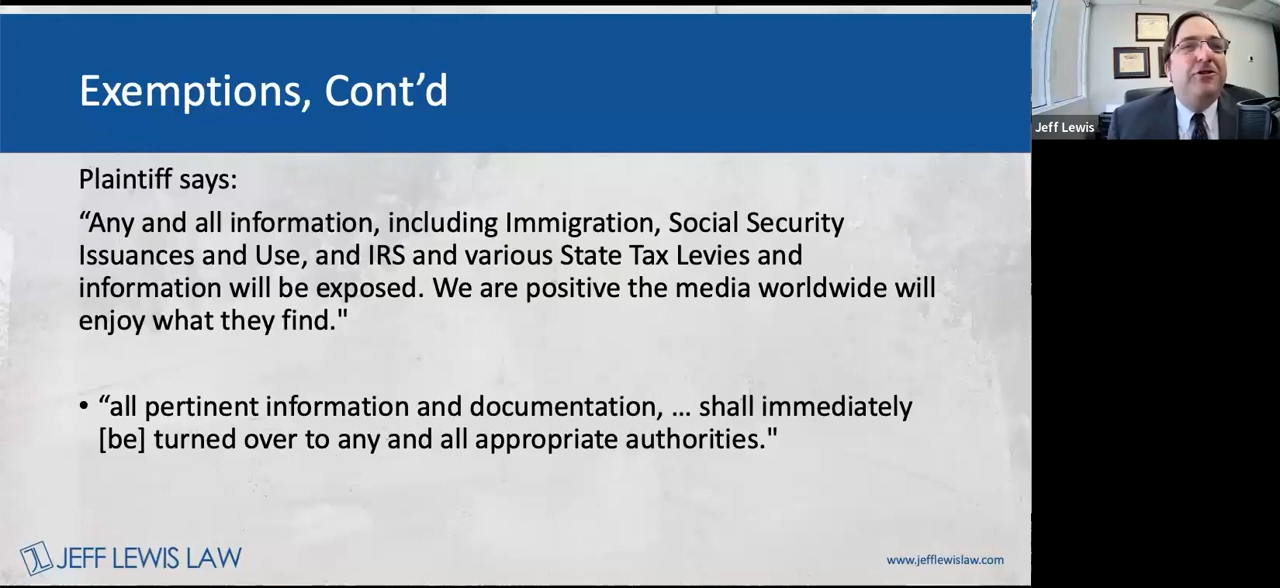 Exemptions, Cont’d
Jeff Lewis
Plaintiff says:
“Any and all information, including Immigration, Social Security
Issuances and Use, and IRS and various State Tax Levies and
information will be exposed. We are positive the media worldwide will
enjoy what they find."
• “all pertinent information and documentation, … shall immediately
[be] turned over to any and all appropriate authorities."
JEFF LEWIS LAW
www.jefflewislaw.com